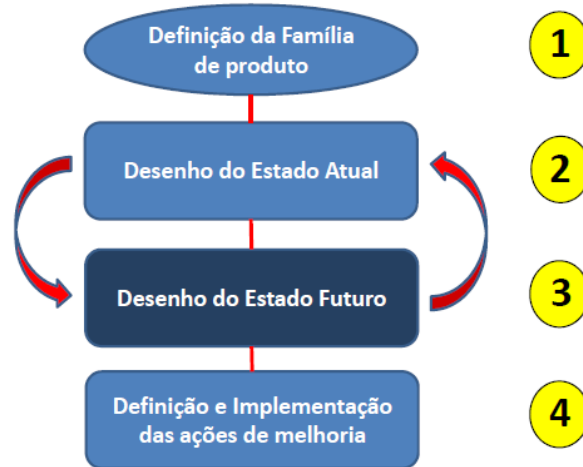 Definição da Família
de produto
1
Desenho do Estado Atual
2
Desenho do Estado Futuro
3
Definição e Implementação
das ações de melhoria
4